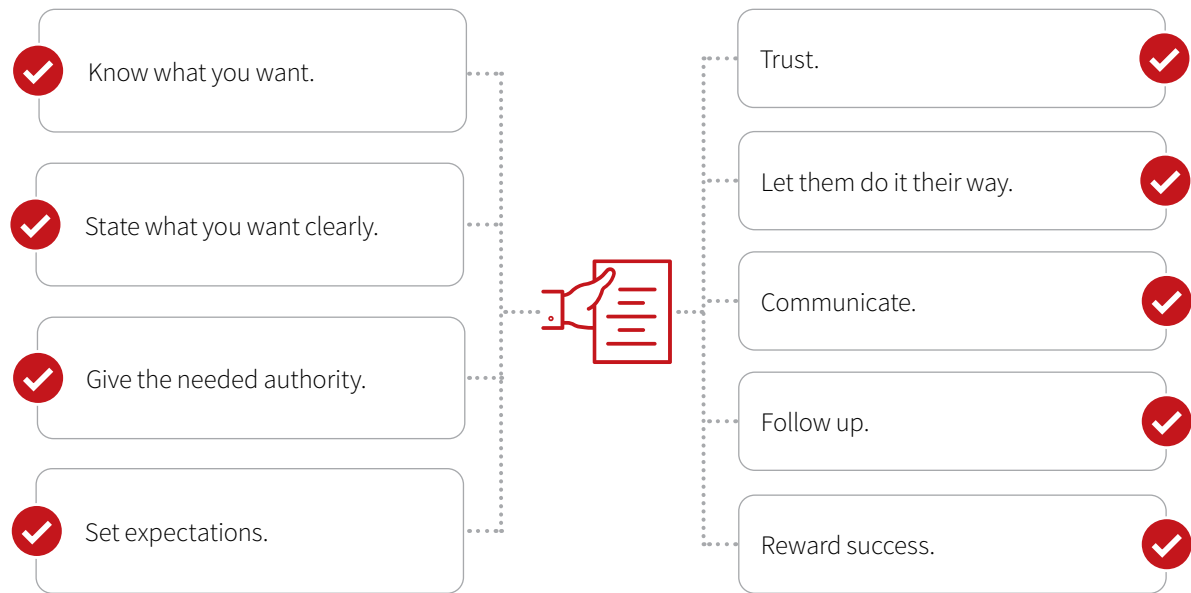 Know what you want.
State what you want clearly.
Give the needed authority.
Set expectations.
Trust.
Let them do it their way.
Communicate.
Follow up.
Reward success.